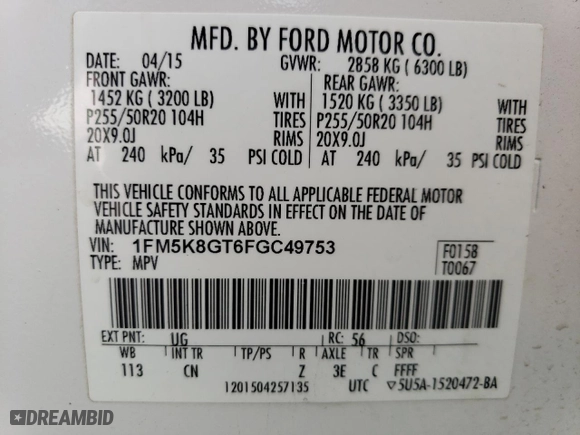 MFD. BY FORD MOTOR CO.
DATE: 04/15 GVWR: 2858 KG ( 6300 LB)
FRONT GAWR: REAR GAWR:
1452 KG ( 3200 LB) WITH 1520 KG ( 3350 LB) WITH
P255/50R20 104H TIRES P255/50R20 104H TIRES
20X9.0J RIMS 20X9.0J RIMS
AT 240 kPa/ 35 PSI COLD AT 240 kPa/ 35 PSI COLD
THIS VEHICLE CONFORMS TO ALL APPLICABLE FEDERAL MOTOR
VEHICLE SAFETY STANDARDS IN EFFECT ON THE DATE OF
MANUFACTURE SHOWN ABOVE.
VIN: 1FM5K8GT6FGC49753 F0158
TYPE: MPV T0067
EXT PNT: UG RC: 56 DSO:
WB INT TR TP/PS R AXLE TR SPR
113 CN Z 3E C FFFF
1201504257135 UTC ▽5U5A-1520472-BA
DREAMBID